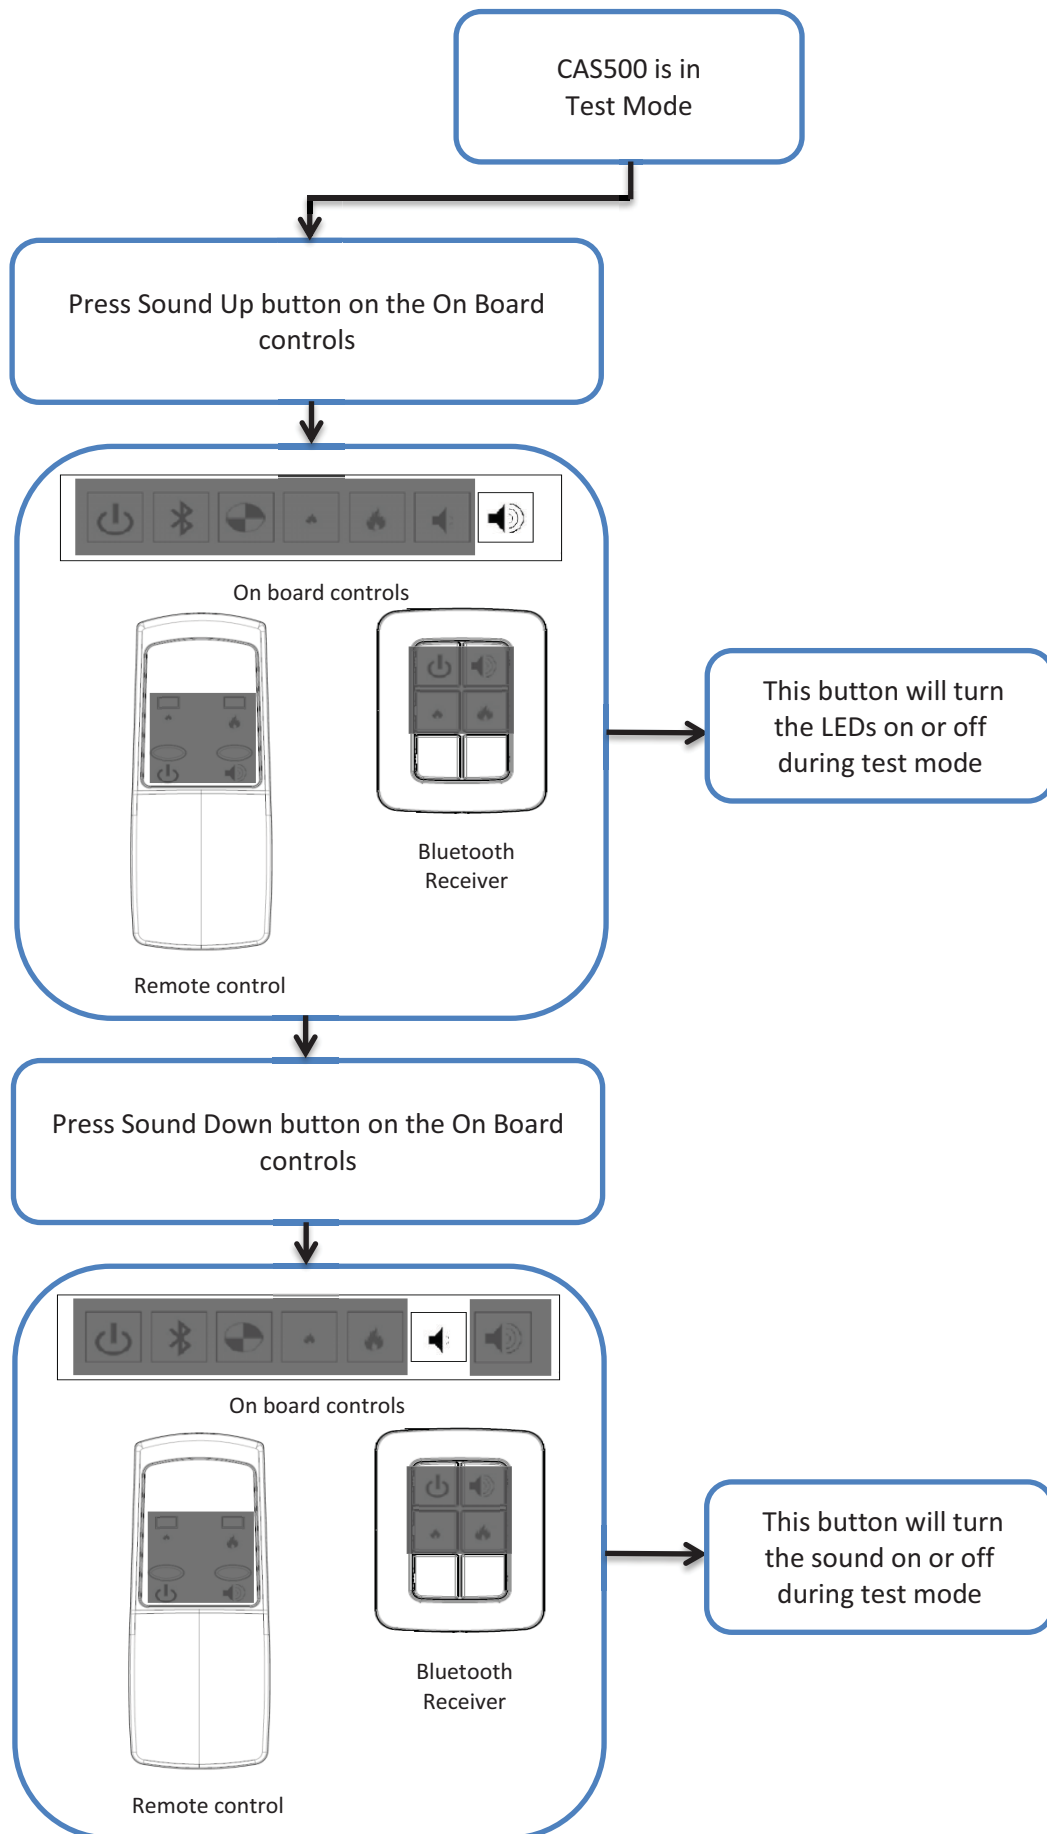 CAS500 is in
Test Mode
Press Sound Up button on the On Board
controls
On board controls
Bluetooth
Receiver
Remote control
This button will turn
the LEDs on or off
during test mode
Press Sound Down button on the On Board
controls
On board controls
Bluetooth
Receiver
Remote control
This button will turn
the sound on or off
during test mode